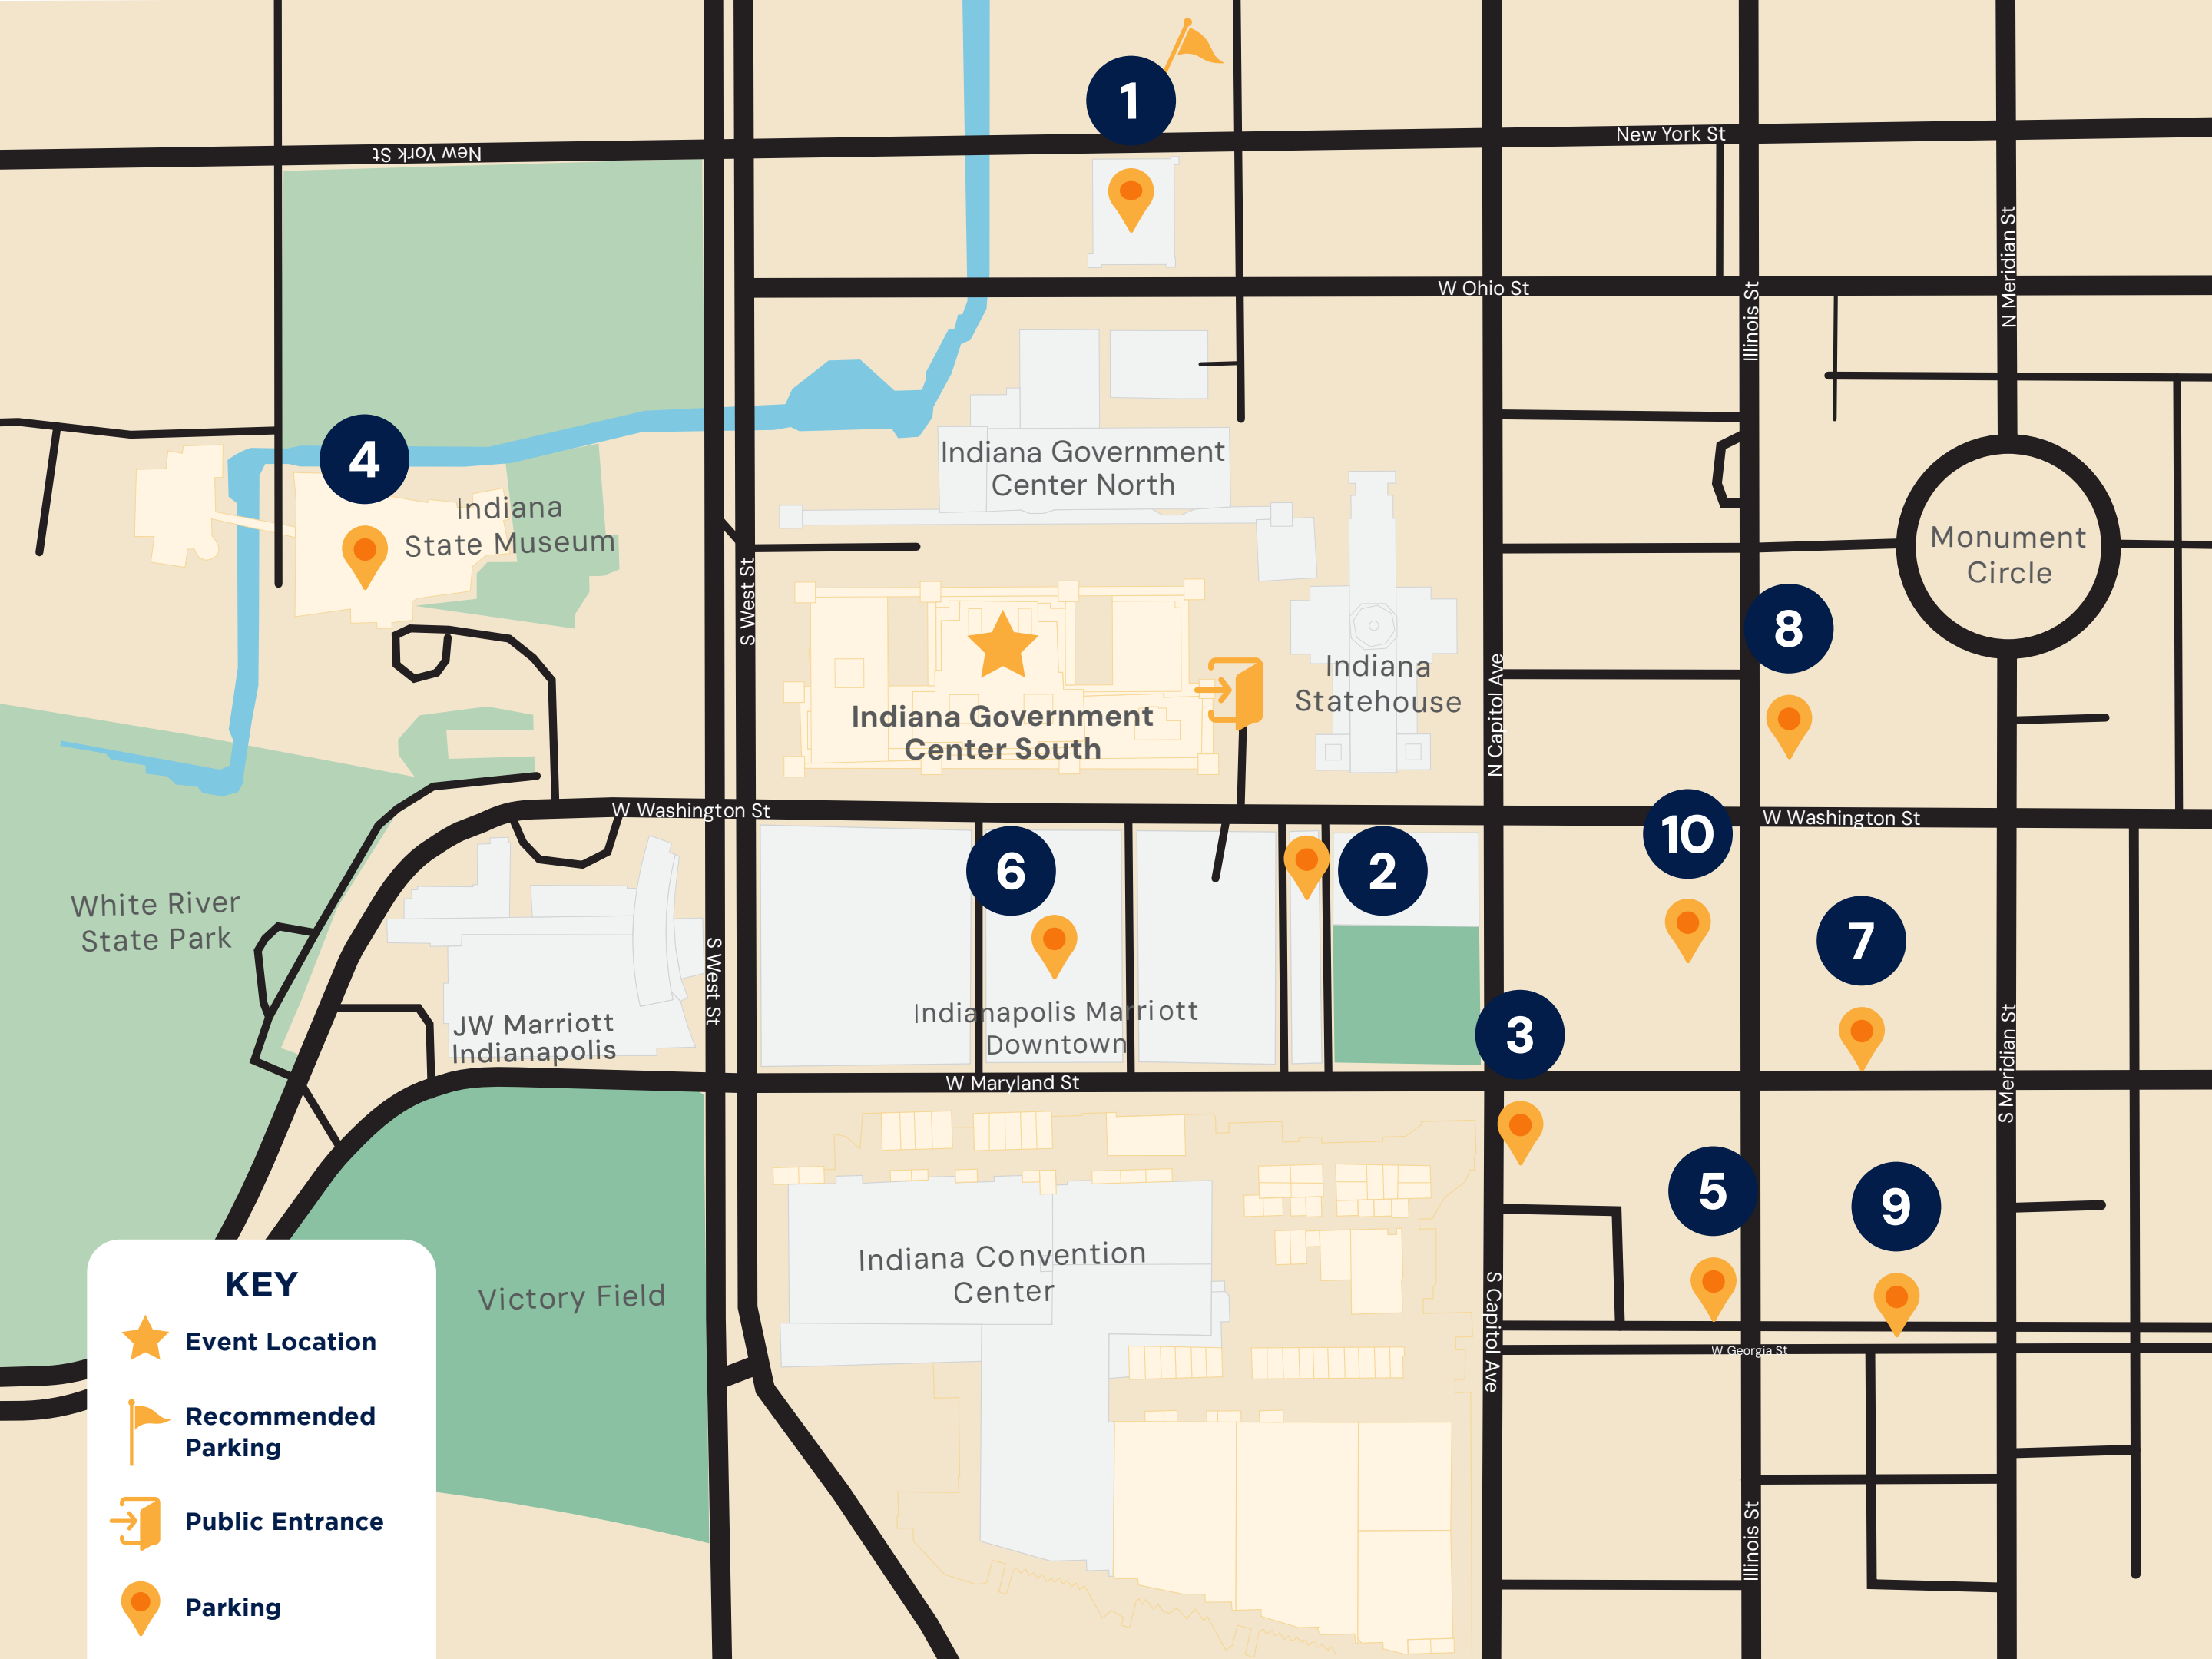 1
New York St
New York St
N Meridian St
W Ohio St
Illinois St
4
Indiana
State Museum
Indiana Government
Center North
Monument
Circle
S West St
8
Indiana
Statehouse
N Capitol Ave
Indiana Government
Center South
W Washington St
W Washington St
10
6
2
7
White River
State Park
S West St
Indianapolis Marriott
Downtown
3
JW Marriott
Indianapolis
S Meridian St
W Maryland St
5
9
Indiana Convention
Center
Victory Field
S Capitol Ave
W Georgia St
Illinois St
KEY
Event Location
Recommended
Parking
Public Entrance
Parking